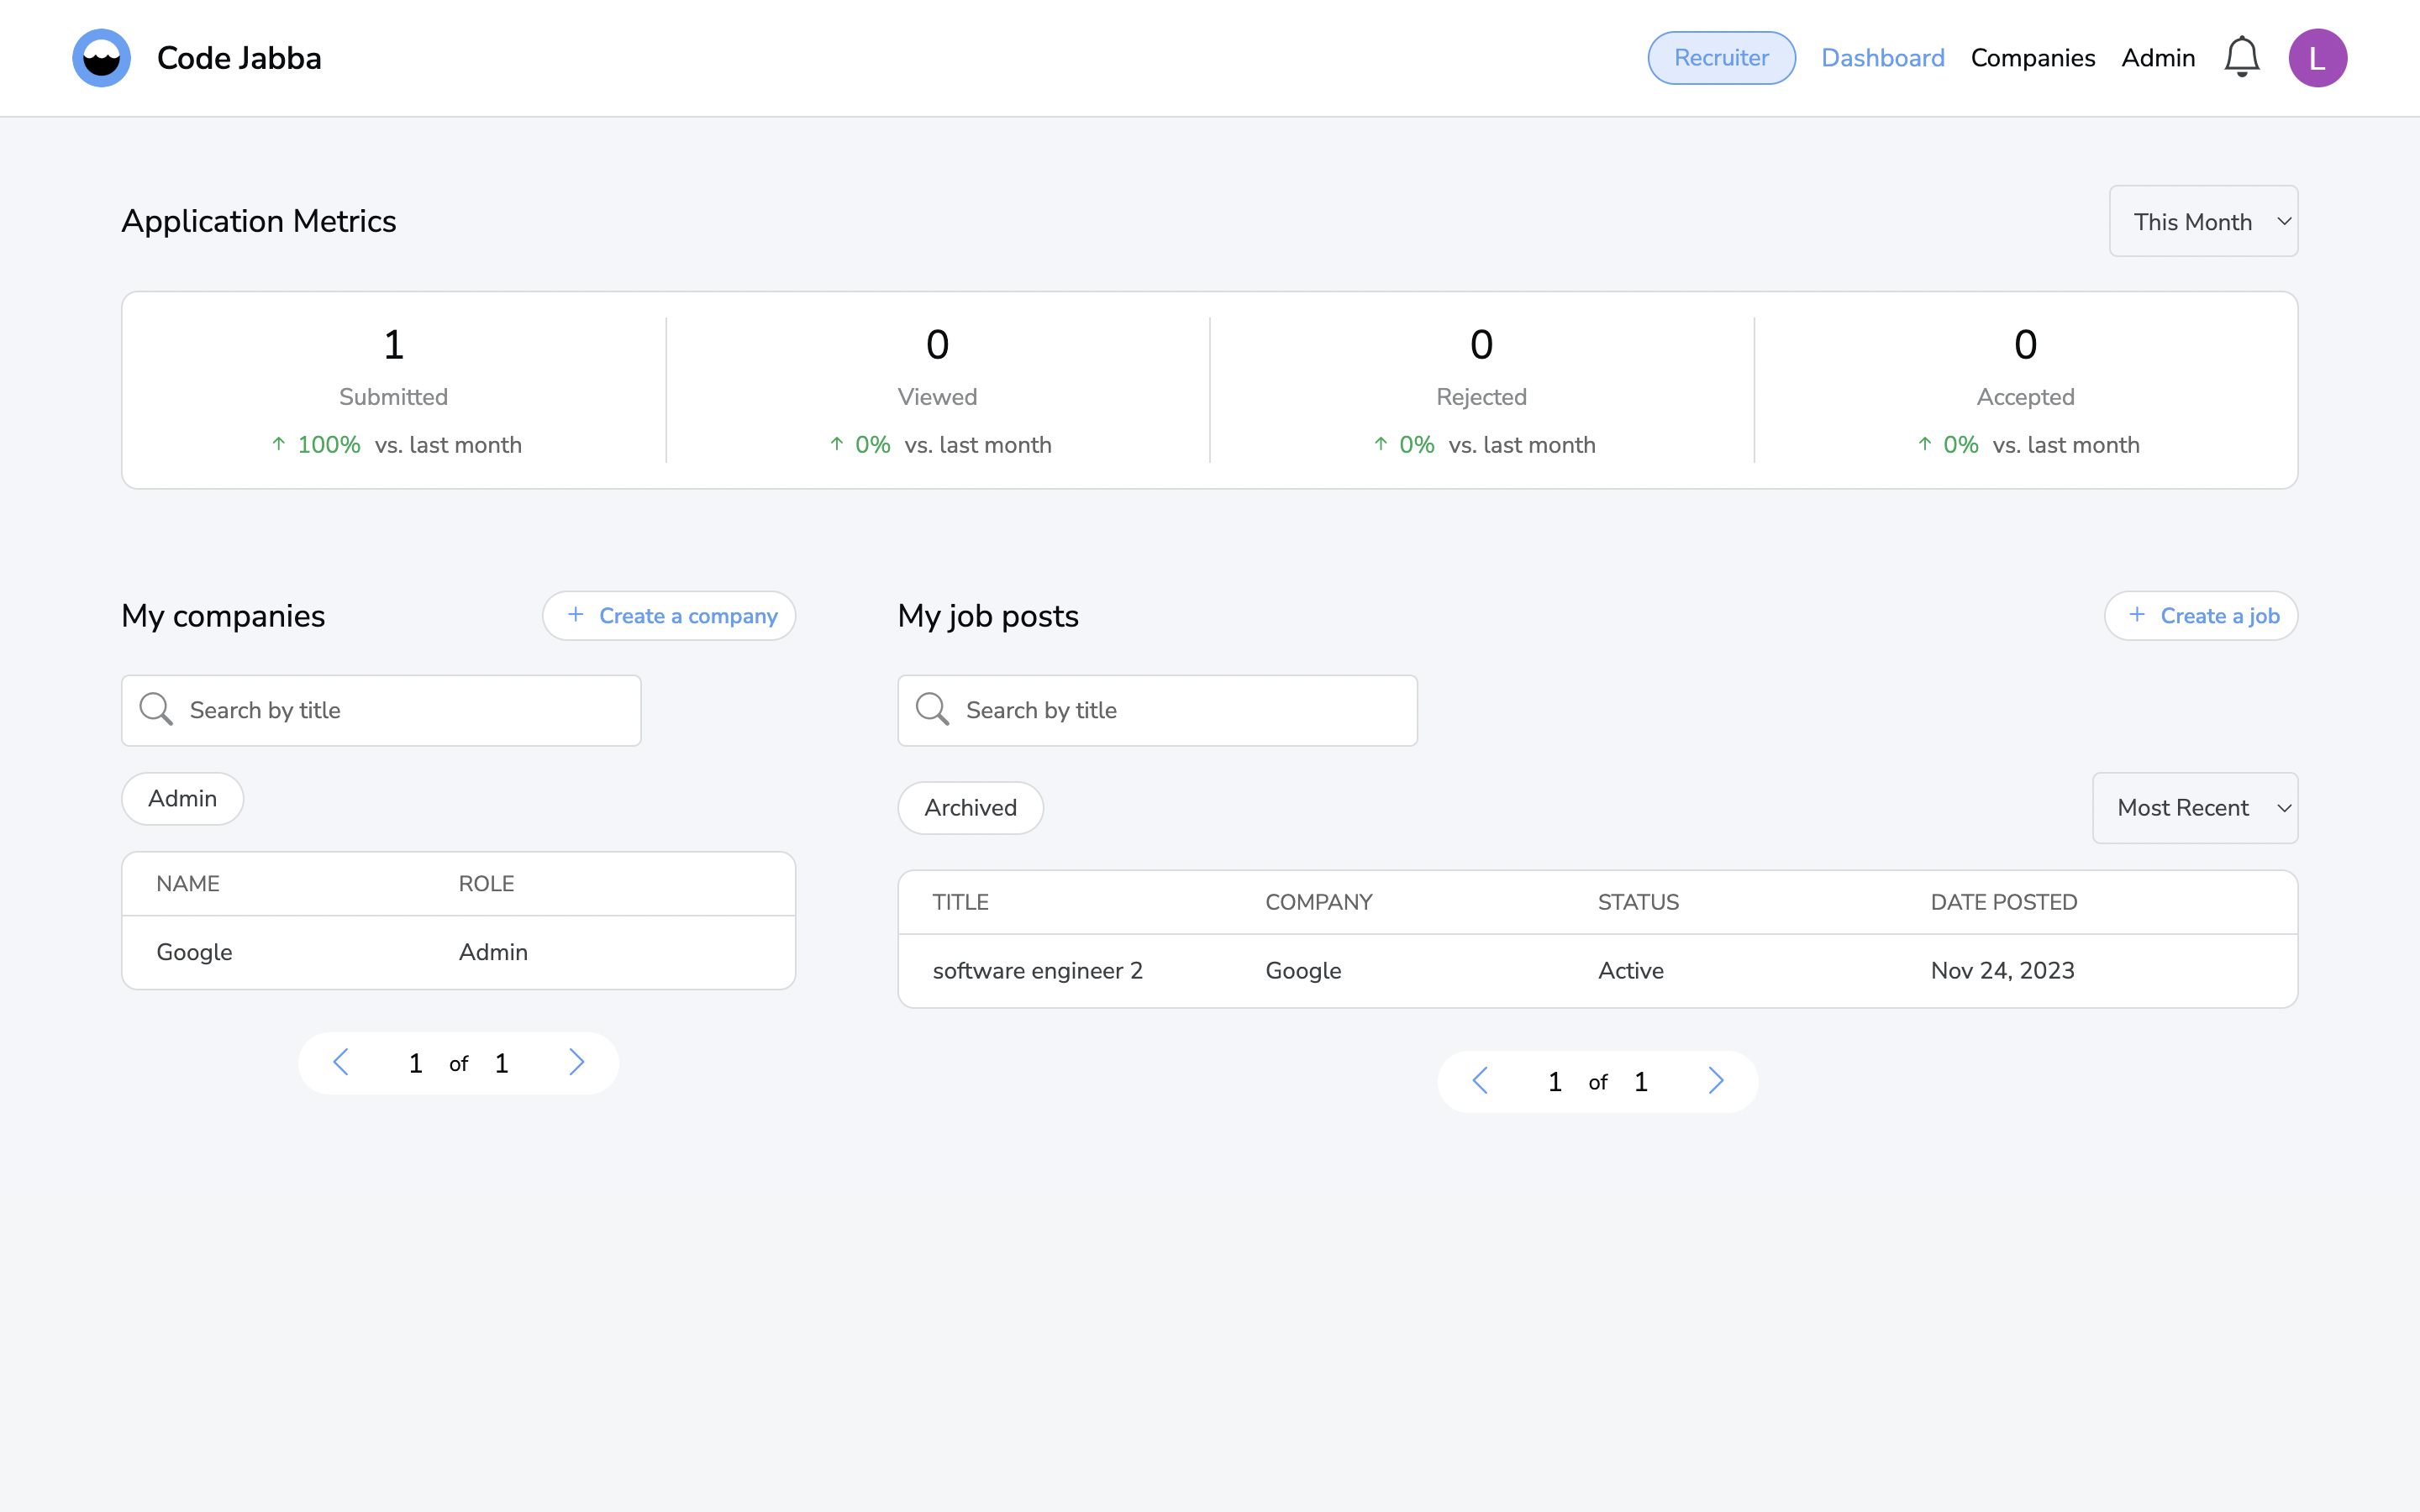 Code Jabba
Recruiter Dashboard Companies Admin L
Application Metrics
This Month
1
Submitted
↑ 100% vs. last month
0
Viewed
↑ 0% vs. last month
0
Rejected
↑ 0% vs. last month
0
Accepted
↑ 0% vs. last month
My companies
+ Create a company
Search by title
Admin
NAME ROLE
Google Admin
1 of 1
My job posts
+ Create a job
Search by title
Archived
Most Recent
TITLE COMPANY STATUS DATE POSTED
software engineer 2 Google Active Nov 24, 2023
1 of 1